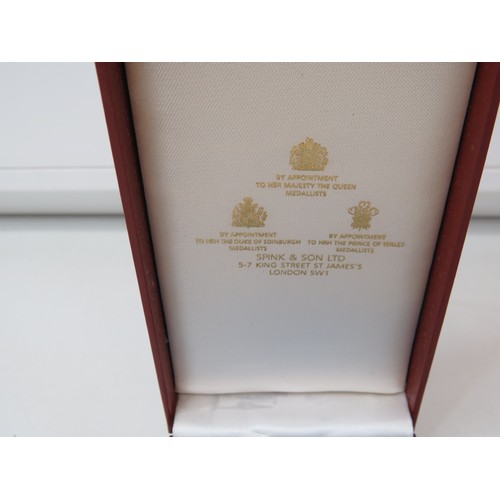 BY APPOINTMENT
TO HER MAJESTY THE QUEEN
MEDALLISTS
BY APPOINTMENT
TO HRH THE DUKE OF EDINBURGH
MEDALLISTS
BY APPOINTMENT
TO HRH THE PRINCE OF WALES
MEDALLISTS
SPINK & SON LTD
5-7 KING STREET ST JAMES'S
LONDON SW1